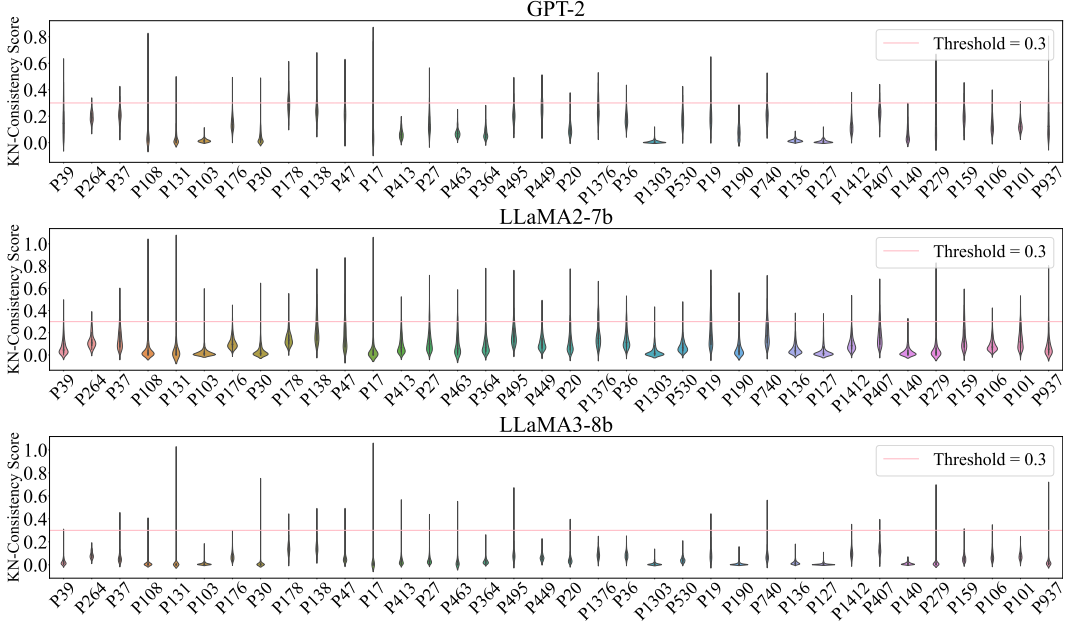 GPT-2
KN-Consistency Score
0.8
0.6
0.4
0.2
0.0
Threshold = 0.3
P39 P264 P37 P108 P131 P103 P176 P30 P178 P138 P47 P17 P413 P27 P463 P364 P495 P449 P20 P1376 P36 P1303 P530 P19 P190 P740 P136 P127 P1412 P407 P140 P279 P159 P106 P101 P937
LLaMA2-7b
KN-Consistency Score
1.0
0.8
0.6
0.4
0.2
0.0
Threshold = 0.3
P39 P264 P37 P108 P131 P103 P176 P30 P178 P138 P47 P17 P413 P27 P463 P364 P495 P449 P20 P1376 P36 P1303 P530 P19 P190 P740 P136 P127 P1412 P407 P140 P279 P159 P106 P101 P937
LLaMA3-8b
KN-Consistency Score
1.0
0.8
0.6
0.4
0.2
0.0
Threshold = 0.3
P39 P264 P37 P108 P131 P103 P176 P30 P178 P138 P47 P17 P413 P27 P463 P364 P495 P449 P20 P1376 P36 P1303 P530 P19 P190 P740 P136 P127 P1412 P407 P140 P279 P159 P106 P101 P937